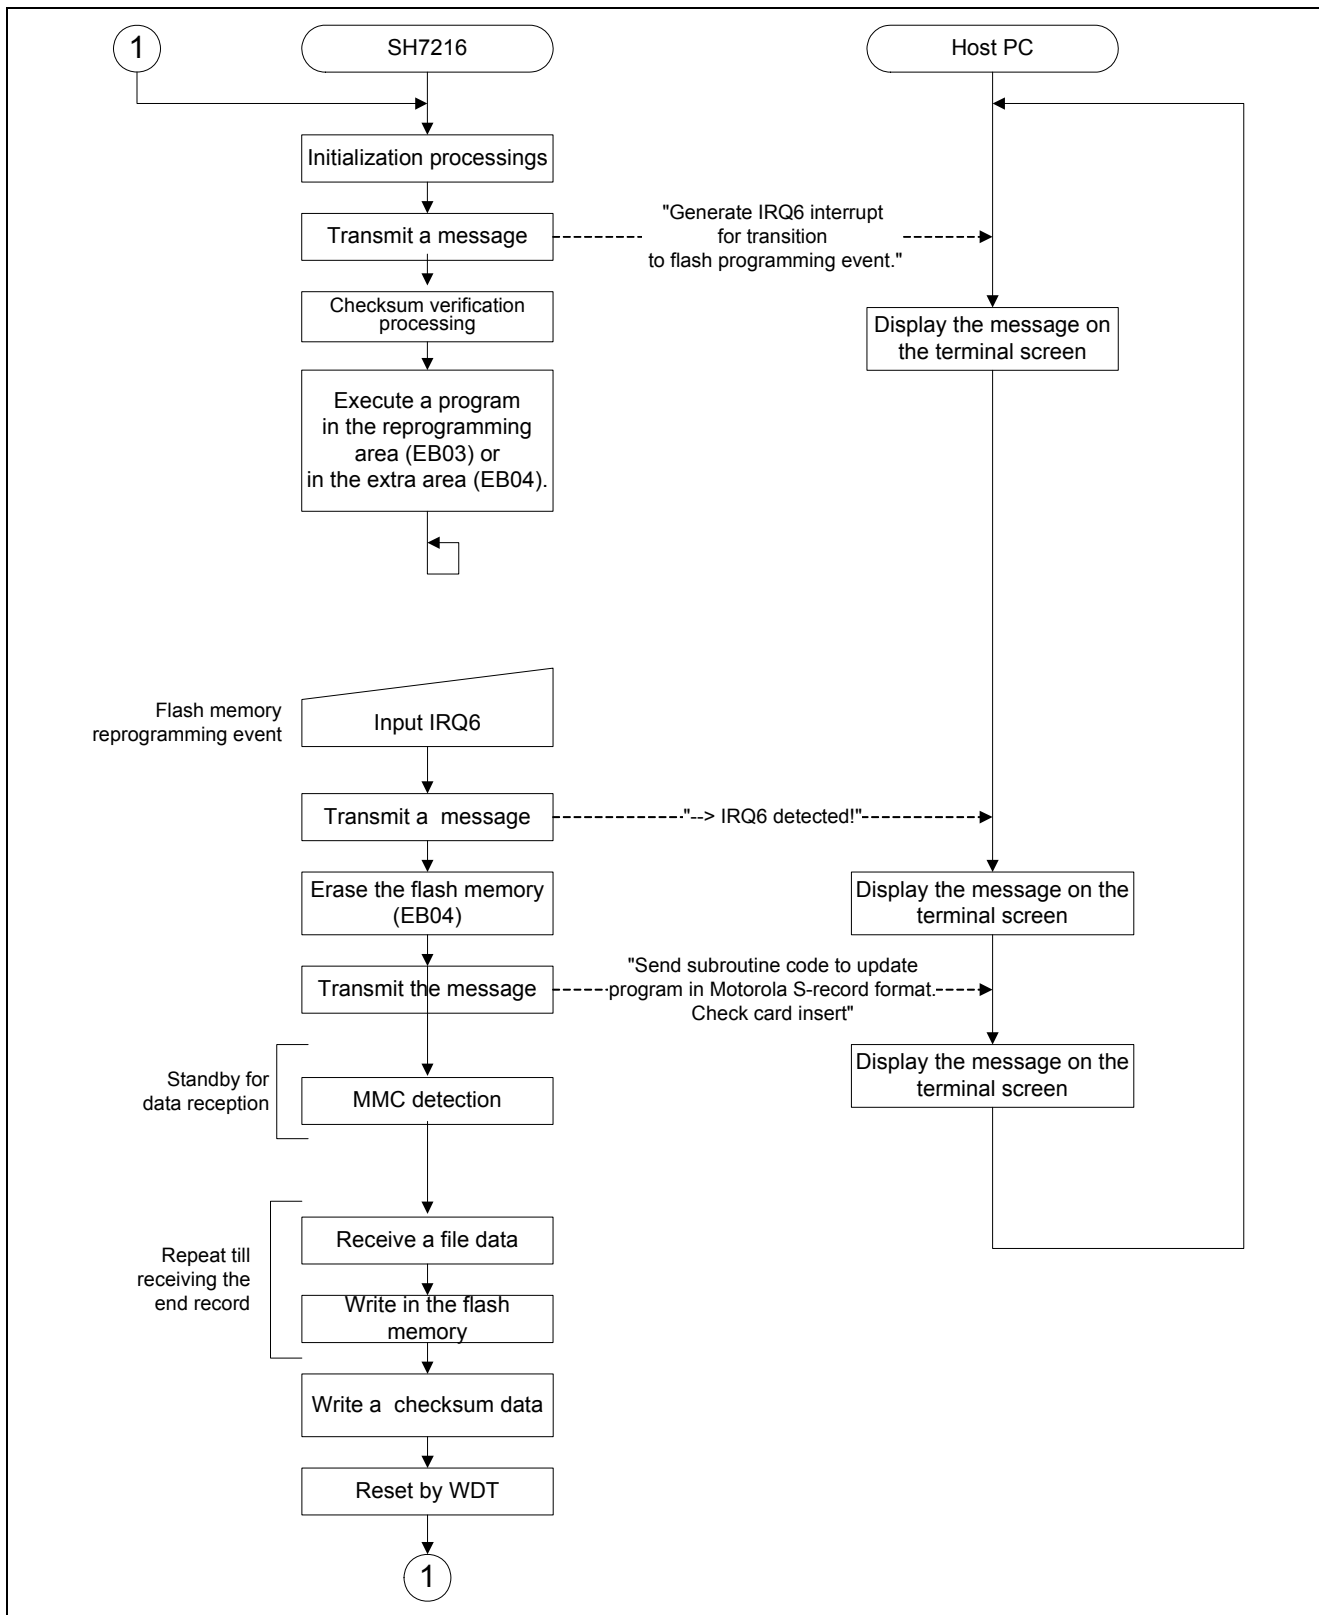 1
SH7216
Host PC
Initialization processings
Transmit a message
"Generate IRQ6 interrupt
for transition
to flash programming event."
Checksum verification
processing
Display the message on
the terminal screen
Execute a program
in the reprogramming
area (EB03) or
in the extra area (EB04).
Flash memory
reprogramming event
Input IRQ6
Transmit a  message
"--> IRQ6 detected!"
Erase the flash memory
(EB04)
Display the message on the
terminal screen
Transmit the message
"Send subroutine code to update
program in Motorola S-record format.
Check card insert"
Display the message on the
terminal screen
Standby for
data reception
MMC detection
Repeat till
receiving the
end record
Receive a file data
Write in the flash
memory
Write a  checksum data
Reset by WDT
1